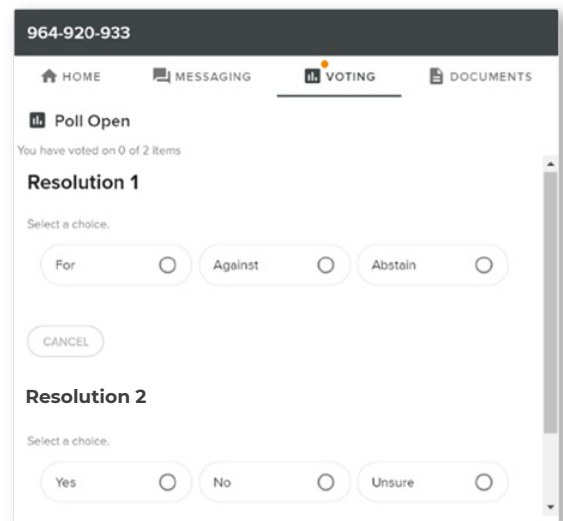 964-920-933
HOME MESSAGING VOTING DOCUMENTS
Poll Open
You have voted on 0 of 2 items
Resolution 1
Select a choice.
For Against Abstain
CANCEL
Resolution 2
Select a choice.
Yes No Unsure